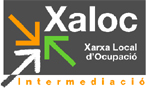 Xaloc
Xarxa Local
d'Ocupació
Intermediació